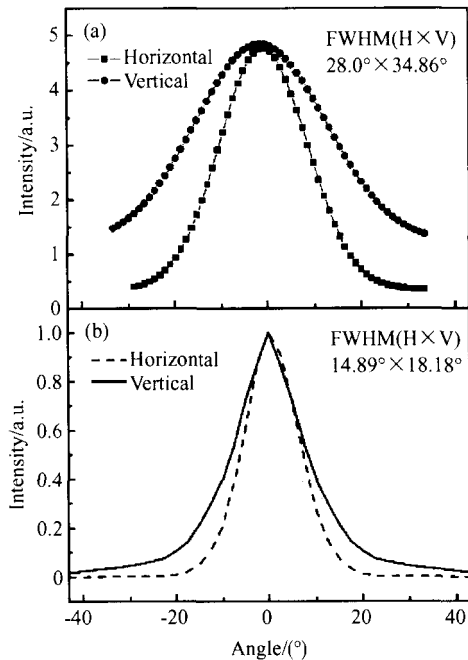 (a)
FWHM(H×V)
28.0°×34.86°
Horizontal
Vertical
Intensity/a.u.
5
4
3
2
1
0
(b)
FWHM(H×V)
14.89°×18.18°
Horizontal
Vertical
Intensity/a.u.
1.0
0.8
0.6
0.4
0.2
0
-40 -20 0 20 40
Angle/(°)